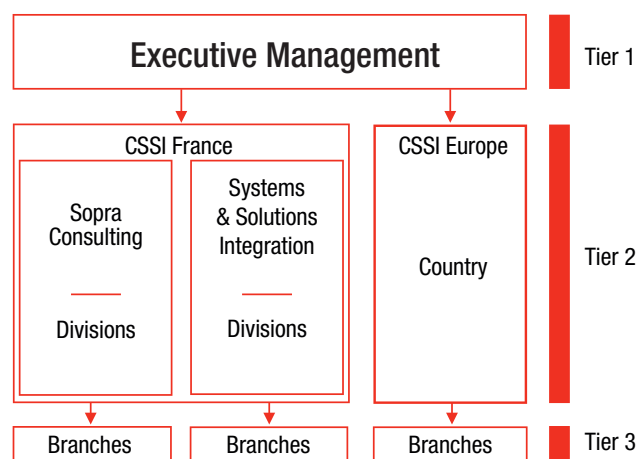 Executive Management
Tier 1
CSSI France
Sopra
Consulting
Divisions
Systems
& Solutions
Integration
Divisions
CSSI Europe
Country
Tier 2
Branches
Branches
Branches
Tier 3